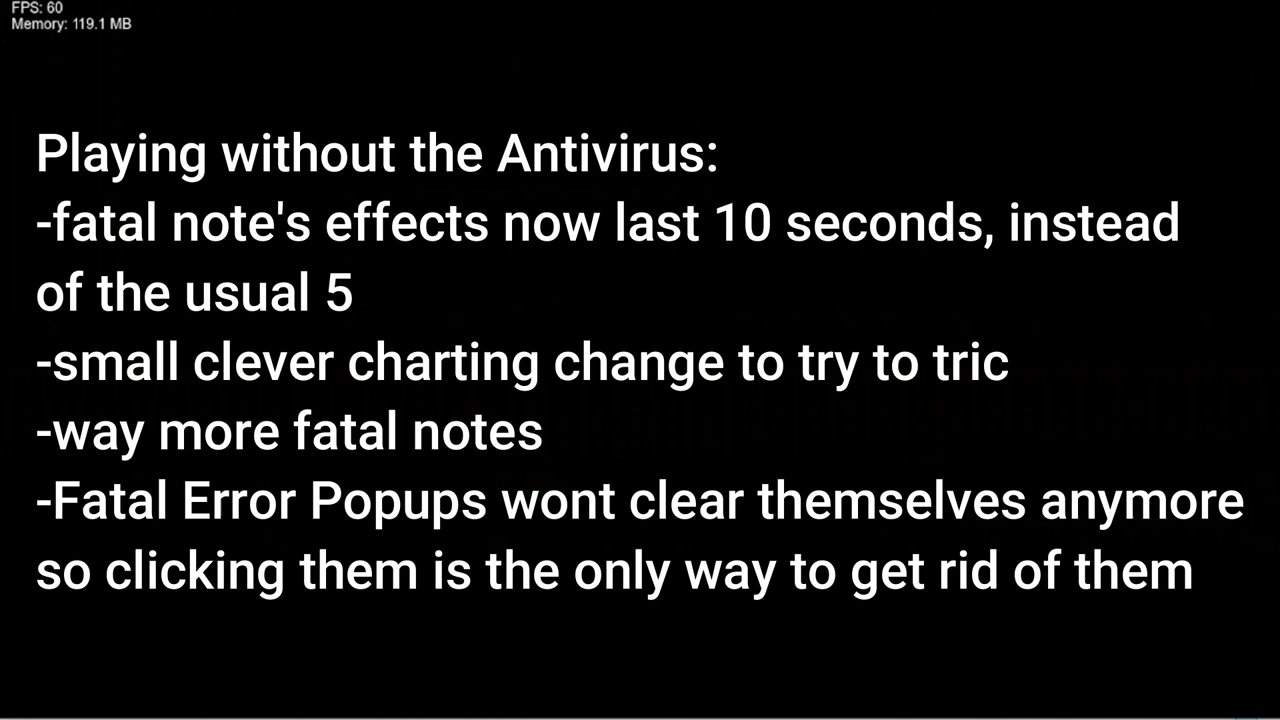 FPS: 60
Memory: 119.1 MB
Playing without the Antivirus:
-fatal note's effects now last 10 seconds, instead
of the usual 5
-small clever charting change to try to tric
-way more fatal notes
-Fatal Error Popups wont clear themselves anymore
so clicking them is the only way to get rid of them